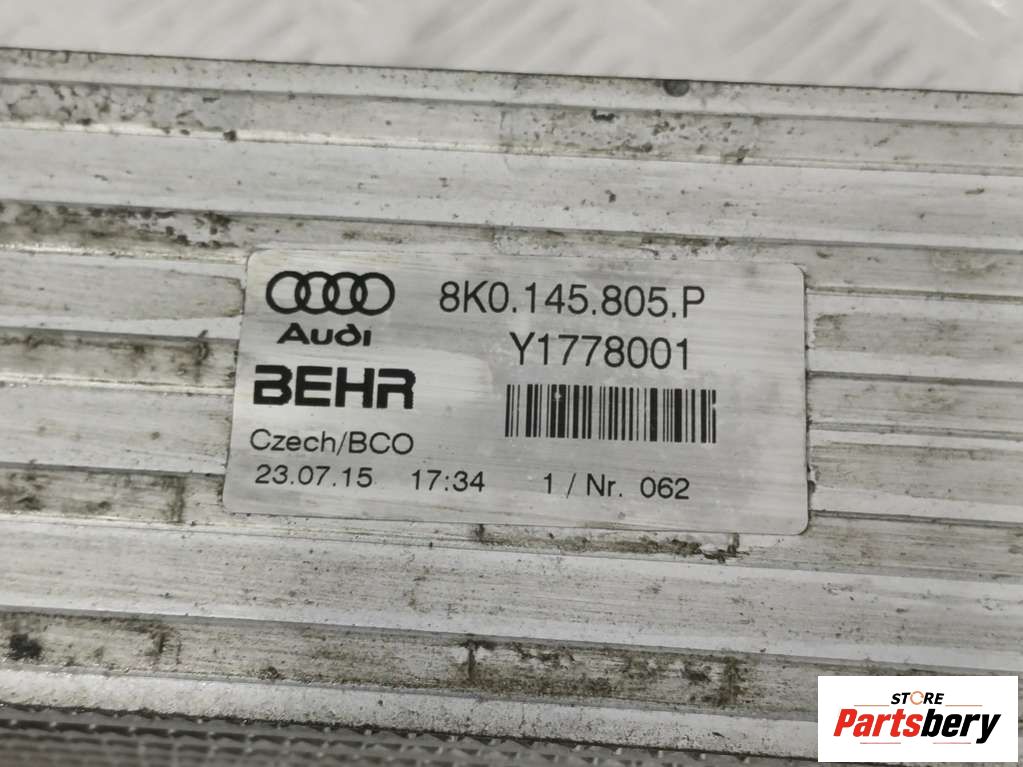 8K0.145.805.P
Audi
Y1778001
BEHR
Czech/BCO
23.07.15 17:34 1 / Nr. 062
STORE
Partsbery